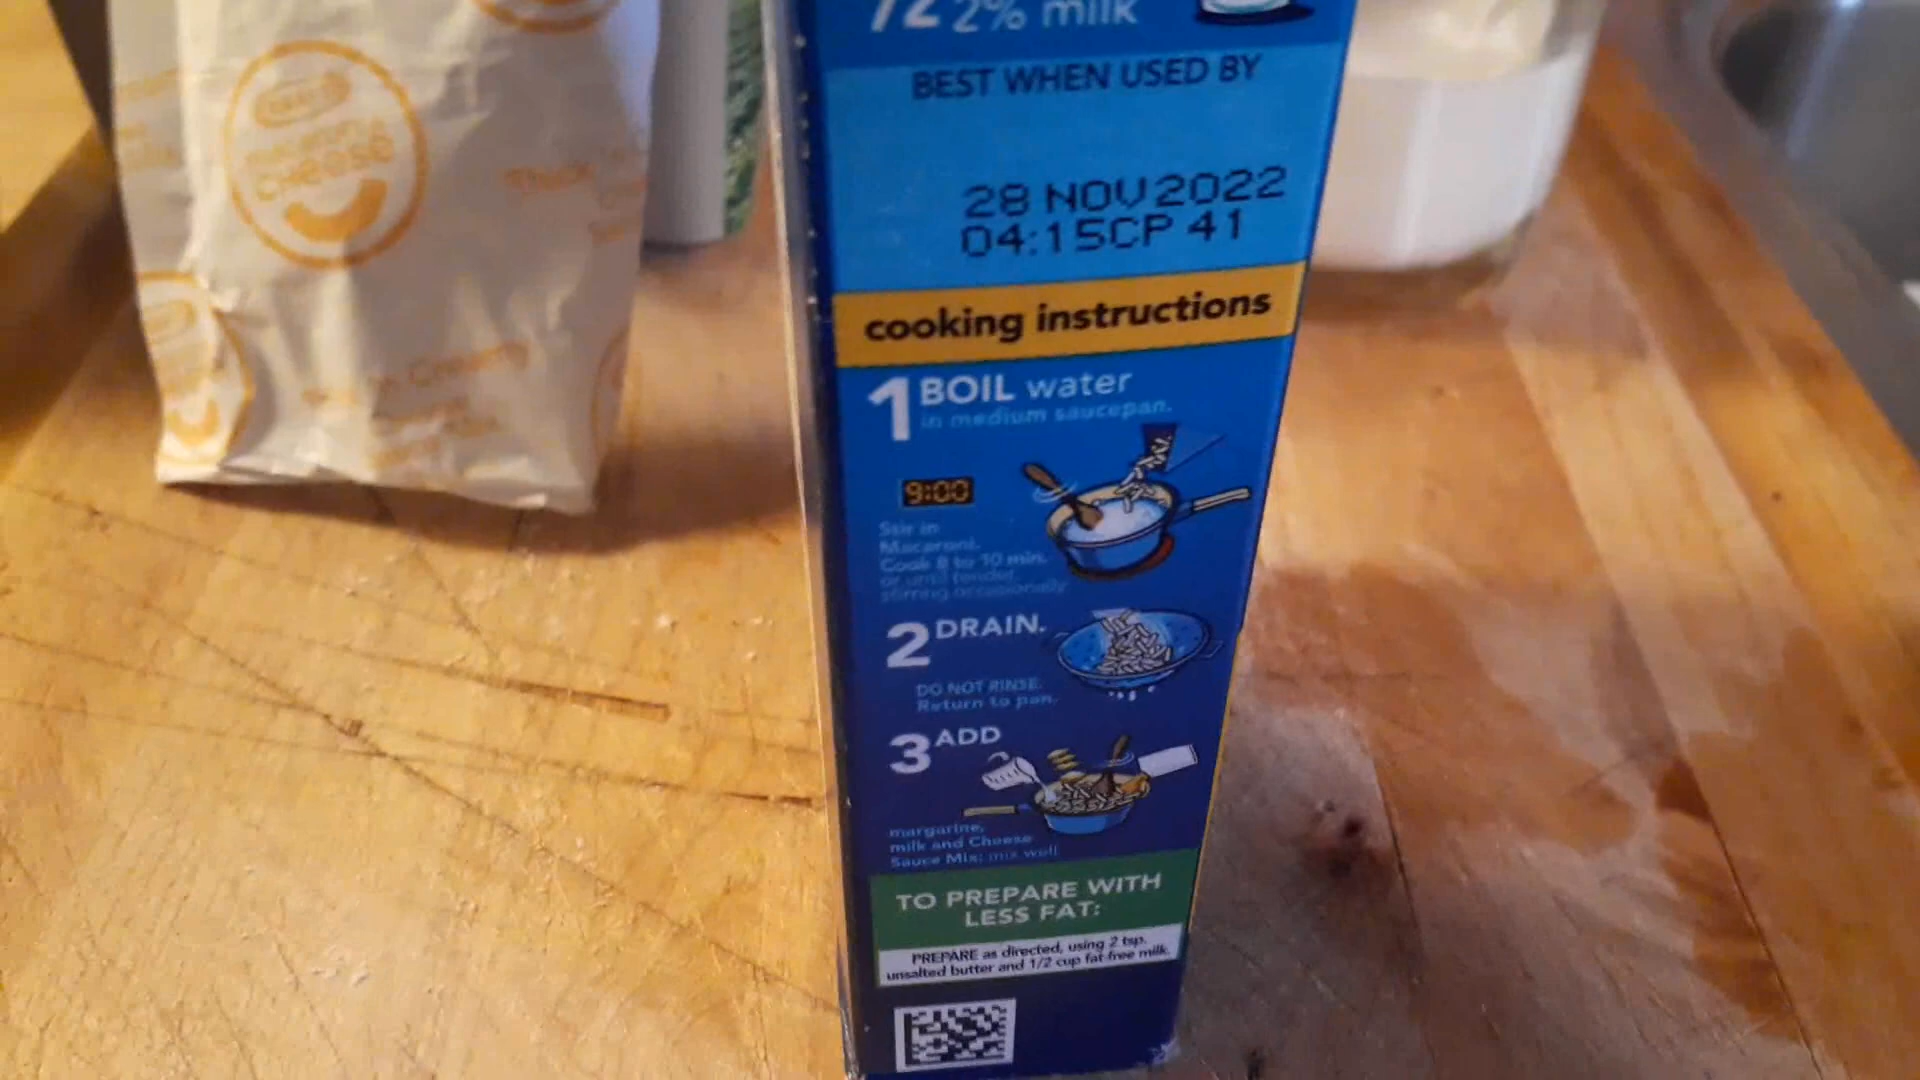 2% milk
BEST WHEN USED BY
28 NOV 2022
04:15CP 41
cooking instructions
1 BOIL water
in medium saucepan.
9:00
Stir in
Macaroni.
Cook 8 to 10 min.
or until tender,
stirring occasionally
2 DRAIN.
DO NOT RINSE.
Return to pan.
3 ADD
margarine,
milk and Cheese
Sauce Mix; mix well
TO PREPARE WITH
LESS FAT:
PREPARE as directed, using 2 tsp.
unsalted butter and 1/2 cup fat-free milk.
cheese